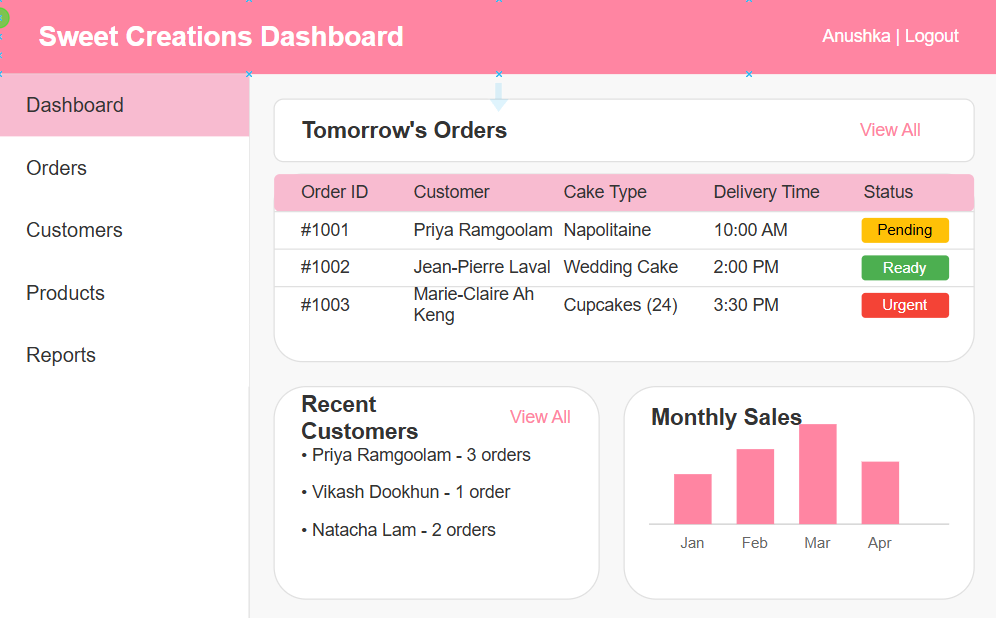 Sweet Creations Dashboard
Anushka | Logout
Dashboard
Orders
Customers
Products
Reports
Tomorrow's Orders
View All
Order ID Customer Cake Type Delivery Time Status
#1001 Priya Ramgoolam Napolitaine 10:00 AM Pending
#1002 Jean-Pierre Laval Wedding Cake 2:00 PM Ready
#1003 Marie-Claire Ah Keng Cupcakes (24) 3:30 PM Urgent
Recent
Customers
View All
• Priya Ramgoolam - 3 orders
• Vikash Dookhun - 1 order
• Natacha Lam - 2 orders
Monthly Sales
Jan Feb Mar Apr